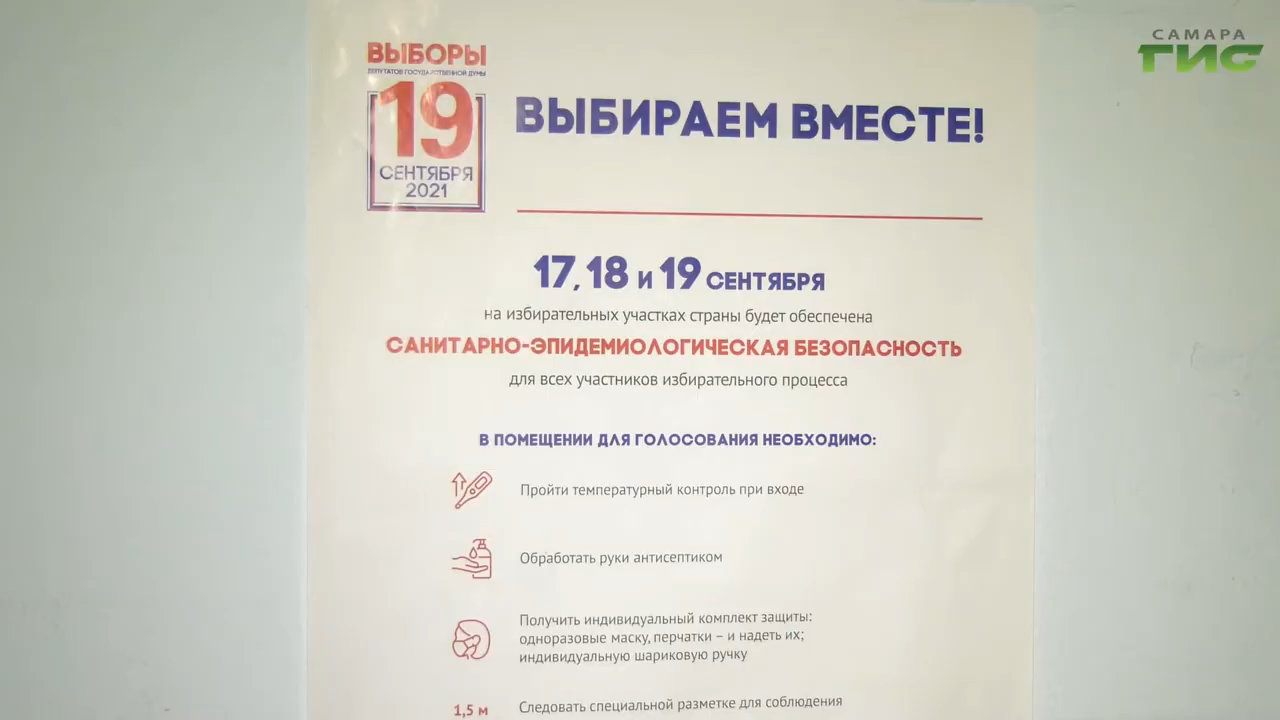 САМАРА
ГИС
ВЫБОРЫ
ДЕПУТАТОВ ГОСУДАРСТВЕННОЙ ДУМЫ
19
СЕНТЯБРЯ
2021
ВЫБИРАЕМ ВМЕСТЕ!
17, 18 и 19 СЕНТЯБРЯ
на избирательных участках страны будет обеспечена
САНИТАРНО-ЭПИДЕМИОЛОГИЧЕСКАЯ БЕЗОПАСНОСТЬ
для всех участников избирательного процесса
В ПОМЕЩЕНИИ ДЛЯ ГОЛОСОВАНИЯ НЕОБХОДИМО:
Пройти температурный контроль при входе
Обработать руки антисептиком
Получить индивидуальный комплект защиты:
одноразовые маску, перчатки – и надеть их;
индивидуальную шариковую ручку
1,5 м
Следовать специальной разметке для соблюдения